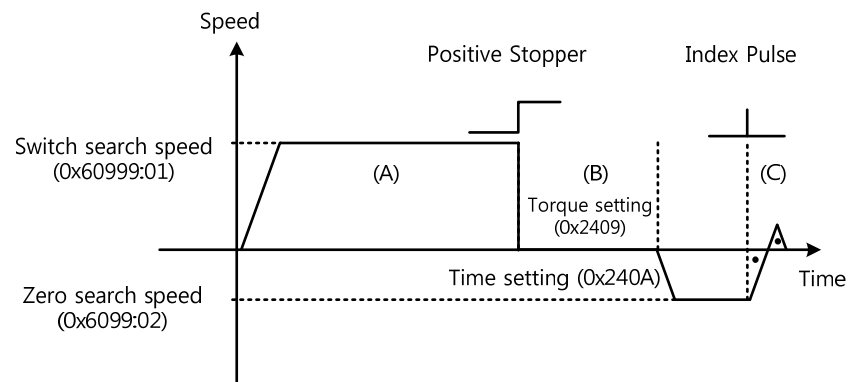 Speed
Positive Stopper
Index Pulse
Switch search speed
(0x60999:01)
(A)
(B)
(C)
Torque setting
(0x2409)
Time setting (0x240A)
Time
Zero search speed
(0x6099:02)